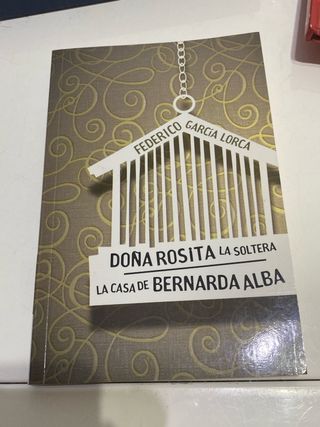 FEDERICO GARCÍA LORCA
DOÑA ROSITA LA SOLTERA
LA CASA DE BERNARDA ALBA